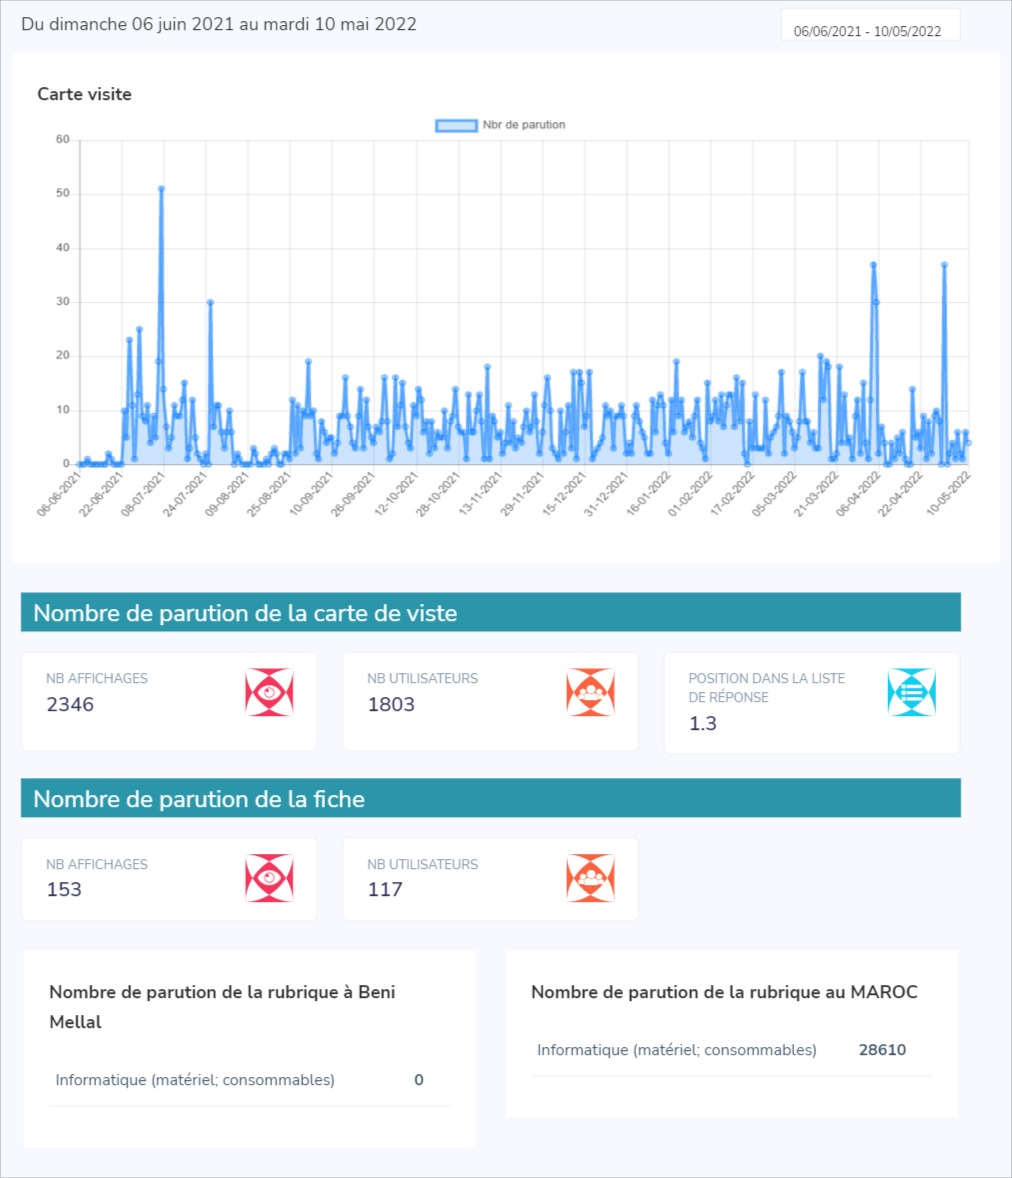 Du dimanche 06 juin 2021 au mardi 10 mai 2022
06/06/2021 - 10/05/2022
Carte visite
Nbr de parution
60
50
40
30
20
10
0
06-06-2021
22-06-2021
08-07-2021
24-07-2021
09-08-2021
25-08-2021
10-09-2021
26-09-2021
12-10-2021
28-10-2021
13-11-2021
29-11-2021
15-12-2021
31-12-2021
16-01-2022
01-02-2022
17-02-2022
05-03-2022
21-03-2022
06-04-2022
22-04-2022
10-05-2022
Nombre de parution de la carte de viste
NB AFFICHAGES
2346
NB UTILISATEURS
1803
POSITION DANS LA LISTE
DE RÉPONSE
1.3
Nombre de parution de la fiche
NB AFFICHAGES
153
NB UTILISATEURS
117
Nombre de parution de la rubrique à Beni
Mellal
Informatique (matériel; consommables) 0
Nombre de parution de la rubrique au MAROC
Informatique (matériel; consommables) 28610